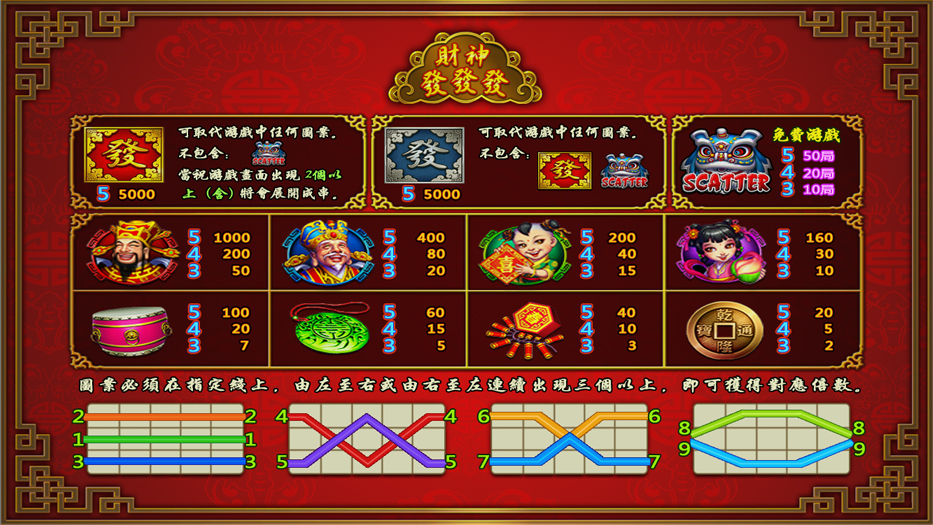 財神
發發發
發
可取代游戲中任何圖案。
不包含：
SCATTER
當祝游戲畫面出現 2個以
上（含）將會展開成串。
5 5000
發
可取代游戲中任何圖案。
不包含：
發
SCATTER
5 5000
SCATTER
免費游戲
5 50局
4 20局
3 10局
5 1000
4 200
3 50
5 400
4 80
3 20
喜
5 200
4 40
3 15
5 160
4 30
3 10
5 100
4 20
3 7
5 60
4 15
3 5
5 40
4 10
3 3
乾
寶 通
隆
5 20
4 5
3 2
圖案必須在指定綫上，由左至右或由右至左連續出現三個以上，即可獲得對應倍數。
2 2
1 1
3 3
4 4
5 5
6 6
7 7
8 8
9 9